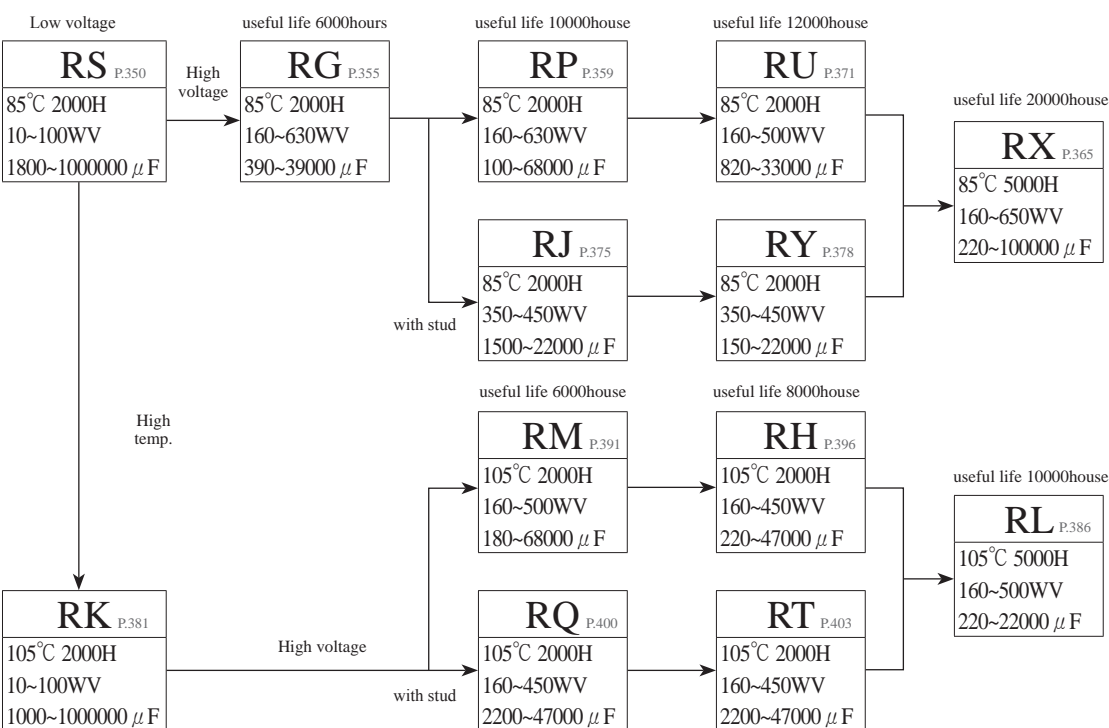 Low voltage
RS P.350
85℃ 2000H
10~100WV
1800~1000000 μF
High
voltage
useful life 6000hours
RG P.355
85℃ 2000H
160~630WV
390~39000 μF
useful life 10000house
RP P.359
85℃ 2000H
160~630WV
100~68000 μF
useful life 12000house
RU P.371
85℃ 2000H
160~500WV
820~33000 μF
useful life 20000house
RX P.365
85℃ 5000H
160~650WV
220~100000 μF
with stud
RJ P.375
85℃ 2000H
350~450WV
1500~22000 μF
RY P.378
85℃ 2000H
350~450WV
150~22000 μF
High
temp.
useful life 6000house
RM P.391
105℃ 2000H
160~500WV
180~68000 μF
useful life 8000house
RH P.396
105℃ 2000H
160~450WV
220~47000 μF
useful life 10000house
RL P.386
105℃ 5000H
160~500WV
220~22000 μF
RK P.381
105℃ 2000H
10~100WV
1000~1000000 μF
High voltage
with stud
RQ P.400
105℃ 2000H
160~450WV
2200~47000 μF
RT P.403
105℃ 2000H
160~450WV
2200~47000 μF